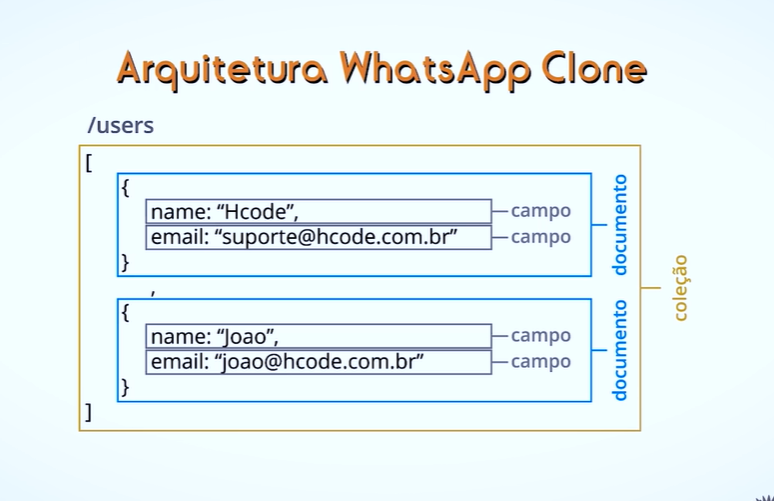 Arquitetura WhatsApp Clone
/users
[
{
name: “Hcode”,
campo
email: “suporte@hcode.com.br”
campo
}
documento
,
{
name: “Joao”,
campo
email: “joao@hcode.com.br”
campo
}
documento
]
coleção